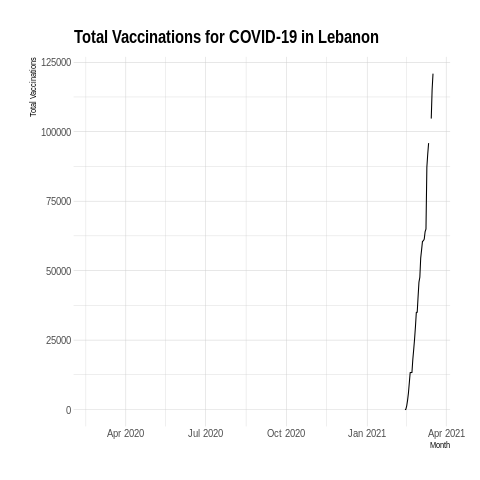 Total Vaccinations for COVID-19 in Lebanon
Total Vaccinations
125000
100000
75000
50000
25000
0
Apr 2020 Jul 2020 Oct 2020 Jan 2021 Apr 2021
Month